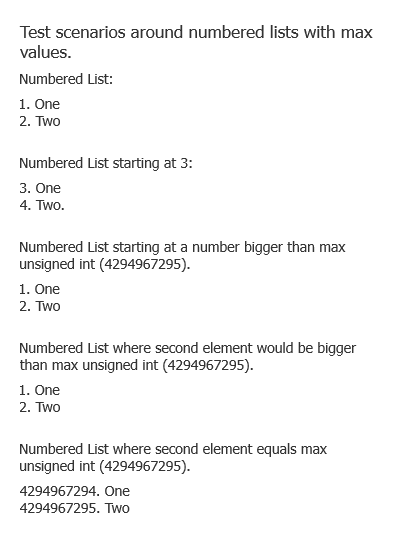 Test scenarios around numbered lists with max
values.
Numbered List:
1. One
2. Two
Numbered List starting at 3:
3. One
4. Two.
Numbered List starting at a number bigger than max
unsigned int (4294967295).
1. One
2. Two
Numbered List where second element would be bigger
than max unsigned int (4294967295).
1. One
2. Two
Numbered List where second element equals max
unsigned int (4294967295).
4294967294. One
4294967295. Two